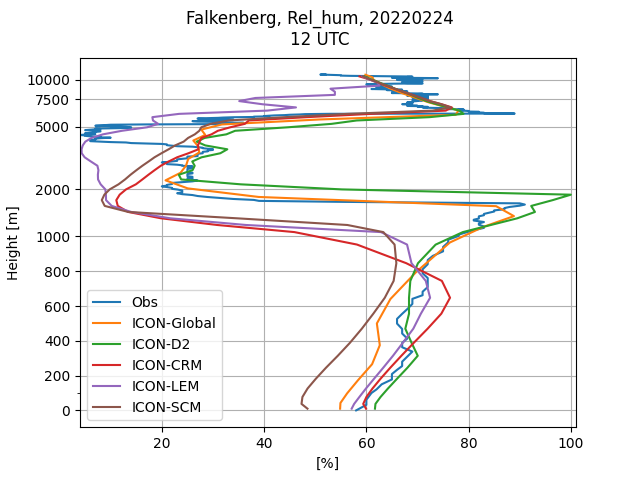 Falkenberg, Rel_hum, 20220224
12 UTC
10000
7500
5000
2000
1000
800
600
400
200
0
Height [m]
Obs
ICON-Global
ICON-D2
ICON-CRM
ICON-LEM
ICON-SCM
20
40
60
80
100
[%]